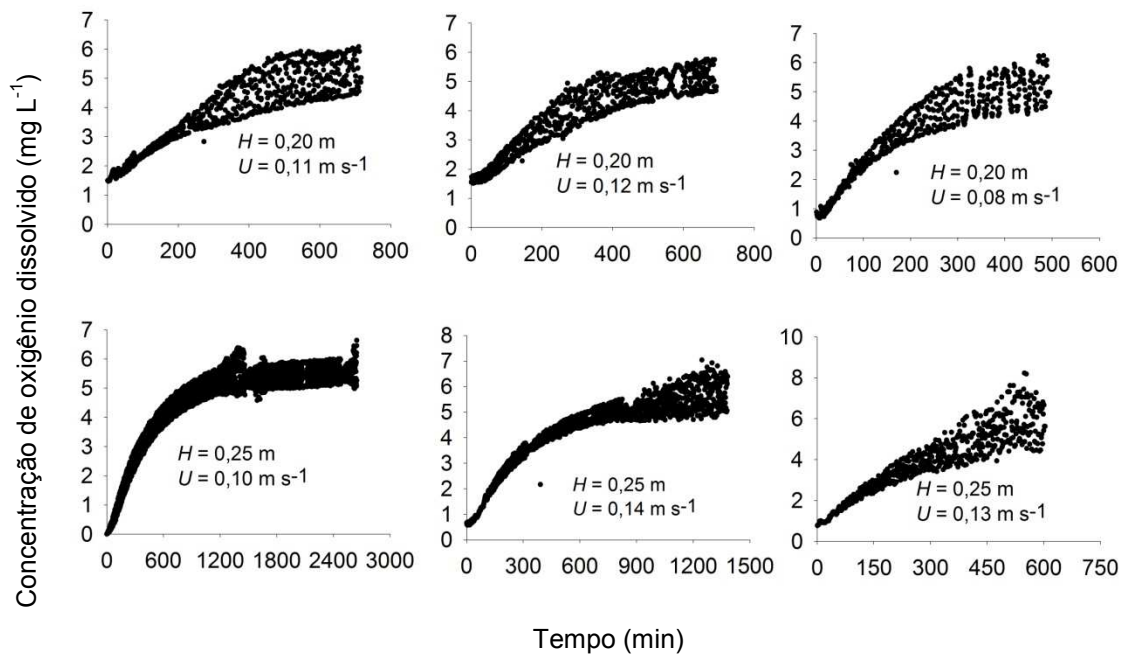 Concentração de oxigênio dissolvido (mg L-1)
7
6
5
4
3
2
1
0
0 200 400 600 800
H = 0,20 m
U = 0,11 m s-1
7
6
5
4
3
2
1
0
0 200 400 600 800
H = 0,20 m
U = 0,12 m s-1
7
6
5
4
3
2
1
0
0 100 200 300 400 500 600
H = 0,20 m
U = 0,08 m s-1
7
6
5
4
3
2
1
0
0 600 1200 1800 2400 3000
H = 0,25 m
U = 0,10 m s-1
8
7
6
5
4
3
2
1
0
0 300 600 900 1200 1500
H = 0,25 m
U = 0,14 m s-1
10
8
6
4
2
0
0 150 300 450 600 750
H = 0,25 m
U = 0,13 m s-1
Tempo (min)